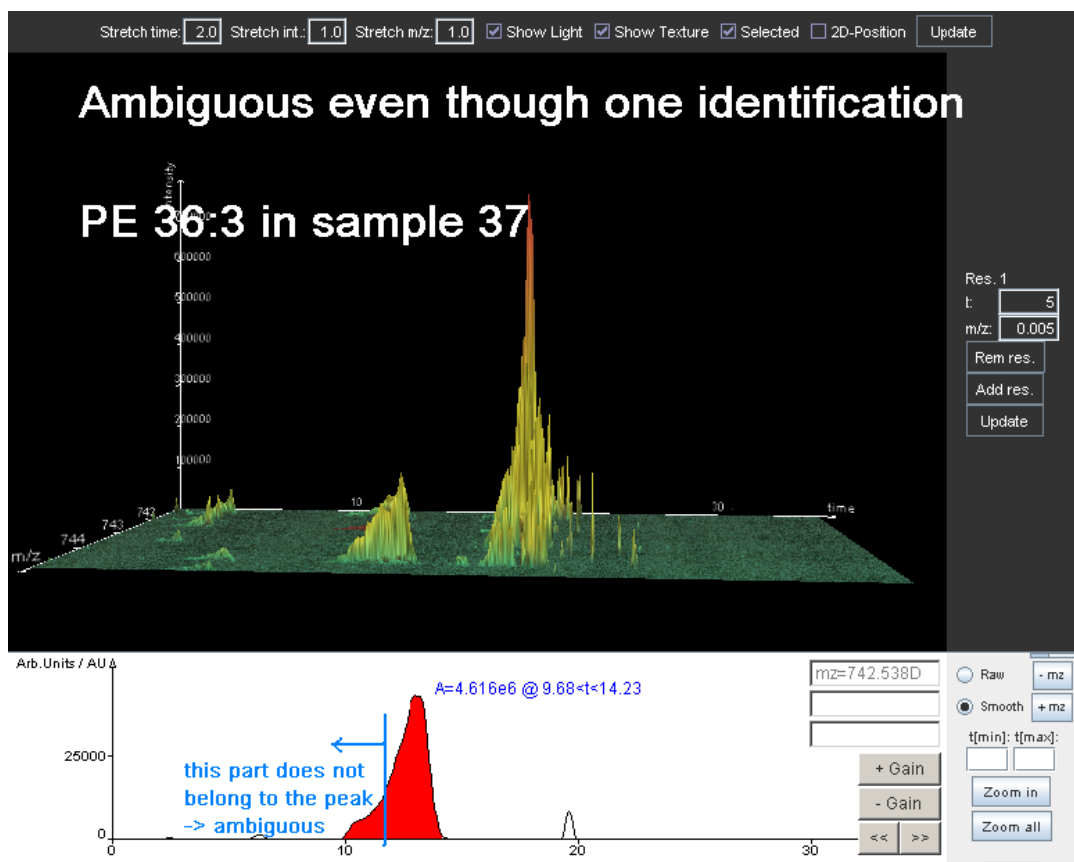 Stretch time: 2.0 Stretch int.: 1.0 Stretch m/z: 1.0 Show Light Show Texture Selected 2D-Position Update
Ambiguous even though one identification
PE 36:3 in sample 37
600000
500000
400000
300000
200000
100000
10
30
time
742
743
744
m/z
Res. 1
t: 5
m/z: 0.005
Rem res.
Add res.
Update
Arb.Units / AU
A=4.616e6 @ 9.68<t<14.23
25000
0
this part does not
belong to the peak
-> ambiguous
0 10 20 30
mz=742.538D
+ Gain
- Gain
<< >>
Raw - mz
Smooth + mz
t[min]: t[max]:
Zoom in
Zoom all